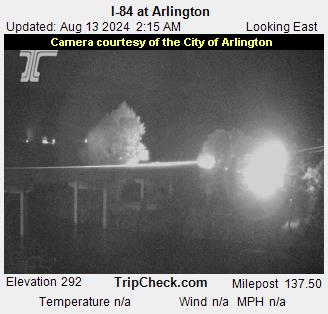 I-84 at Arlington
Updated: Aug 13 2024 2:15 AM Looking East
Camera courtesy of the City of Arlington
Elevation 292 TripCheck.com Milepost 137.50
Temperature n/a Wind n/a MPH n/a